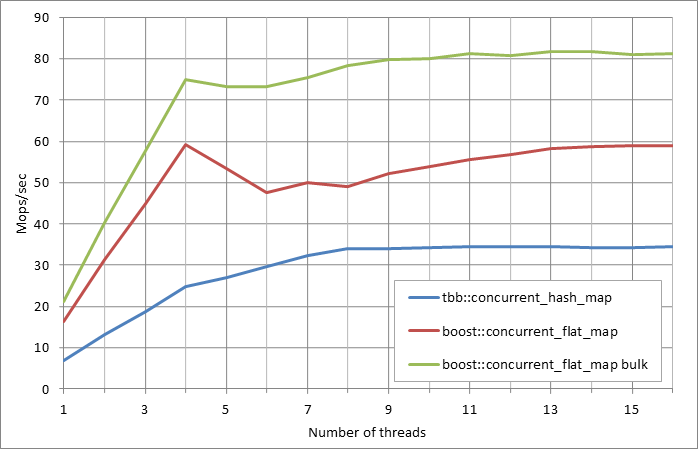 90
80
70
60
50
40
30
20
10
0
Mops/sec
tbb::concurrent_hash_map
boost::concurrent_flat_map
boost::concurrent_flat_map bulk
1 3 5 7 9 11 13 15
Number of threads